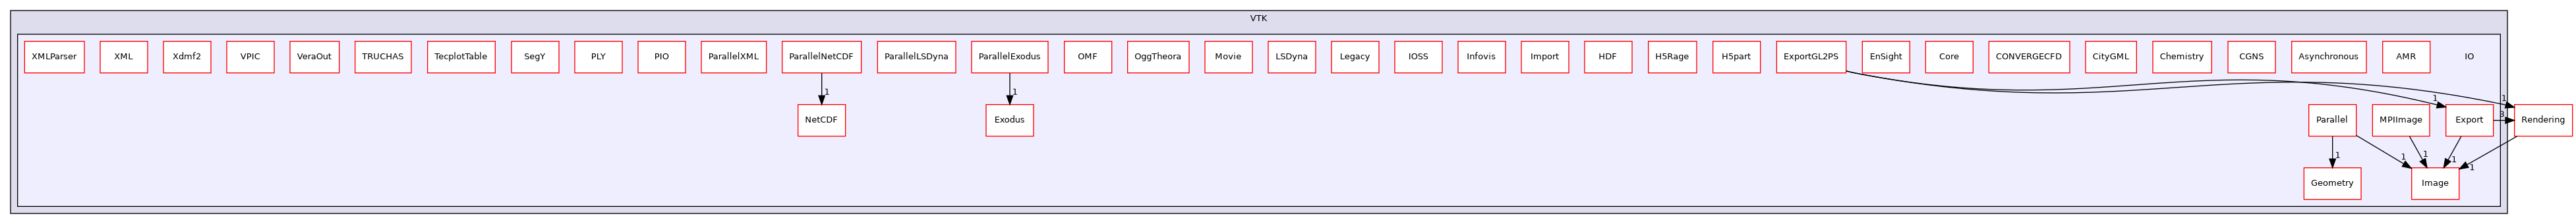 VTK
XMLParser
XML
Xdmf2
VPIC
VeraOut
TRUCHAS
TecplotTable
SegY
PLY
PIO
ParallelXML
ParallelNetCDF
ParallelLSDyna
ParallelExodus
OMF
OggTheora
Movie
LSDyna
Legacy
IOSS
Infovis
Import
HDF
H5Rage
H5part
ExportGL2PS
EnSight
Core
CONVERGECFD
CityGML
Chemistry
CGNS
Asynchronous
AMR
IO
1
1
1
1
NetCDF
Exodus
Parallel
MPIImage
Export
3
Rendering
1
1
1
1
1
Geometry
Image